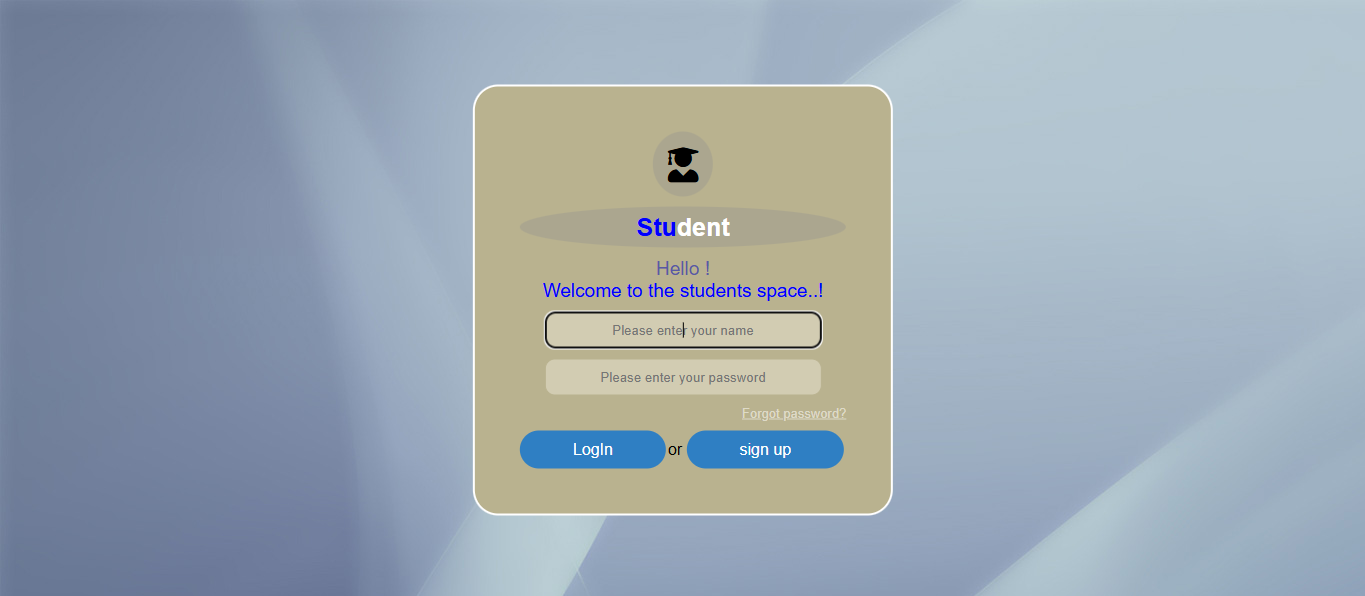 Student
Hello !
Welcome to the students space..!
Please enter your name
Please enter your password
Forgot password?
LogIn or sign up